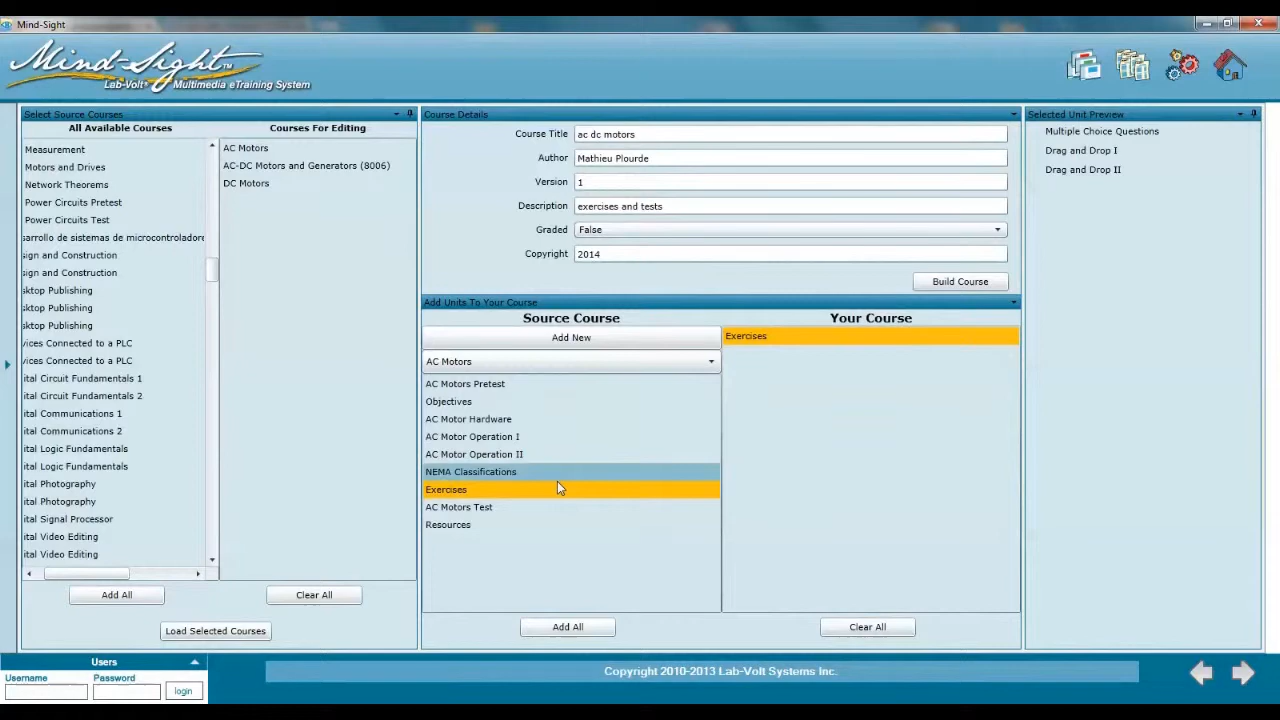 Mind-Sight
Mind-Sight™
Lab-Volt® Multimedia eTraining System
Select Source Courses
All Available Courses
Measurement
Motors and Drives
Network Theorems
Power Circuits Pretest
Power Circuits Test
sarrollo de sistemas de microcontroladore
sign and Construction
sign and Construction
sktop Publishing
sktop Publishing
sktop Publishing
vices Connected to a PLC
vices Connected to a PLC
ital Circuit Fundamentals 1
ital Circuit Fundamentals 2
ital Communications 1
ital Communications 2
ital Logic Fundamentals
ital Logic Fundamentals
ital Photography
ital Photography
ital Signal Processor
ital Video Editing
ital Video Editing
Add All
Courses For Editing
AC Motors
AC-DC Motors and Generators (8006)
DC Motors
Clear All
Load Selected Courses
Course Details
Course Title ac dc motors
Author Mathieu Plourde
Version 1
Description exercises and tests
Graded False
Copyright 2014
Build Course
Add Units To Your Course
Source Course
Add New
AC Motors
AC Motors Pretest
Objectives
AC Motor Hardware
AC Motor Operation I
AC Motor Operation II
NEMA Classifications
Exercises
AC Motors Test
Resources
Add All
Your Course
Exercises
Clear All
Selected Unit Preview
Multiple Choice Questions
Drag and Drop I
Drag and Drop II
Users
Username Password
login
Copyright 2010-2013 Lab-Volt Systems Inc.